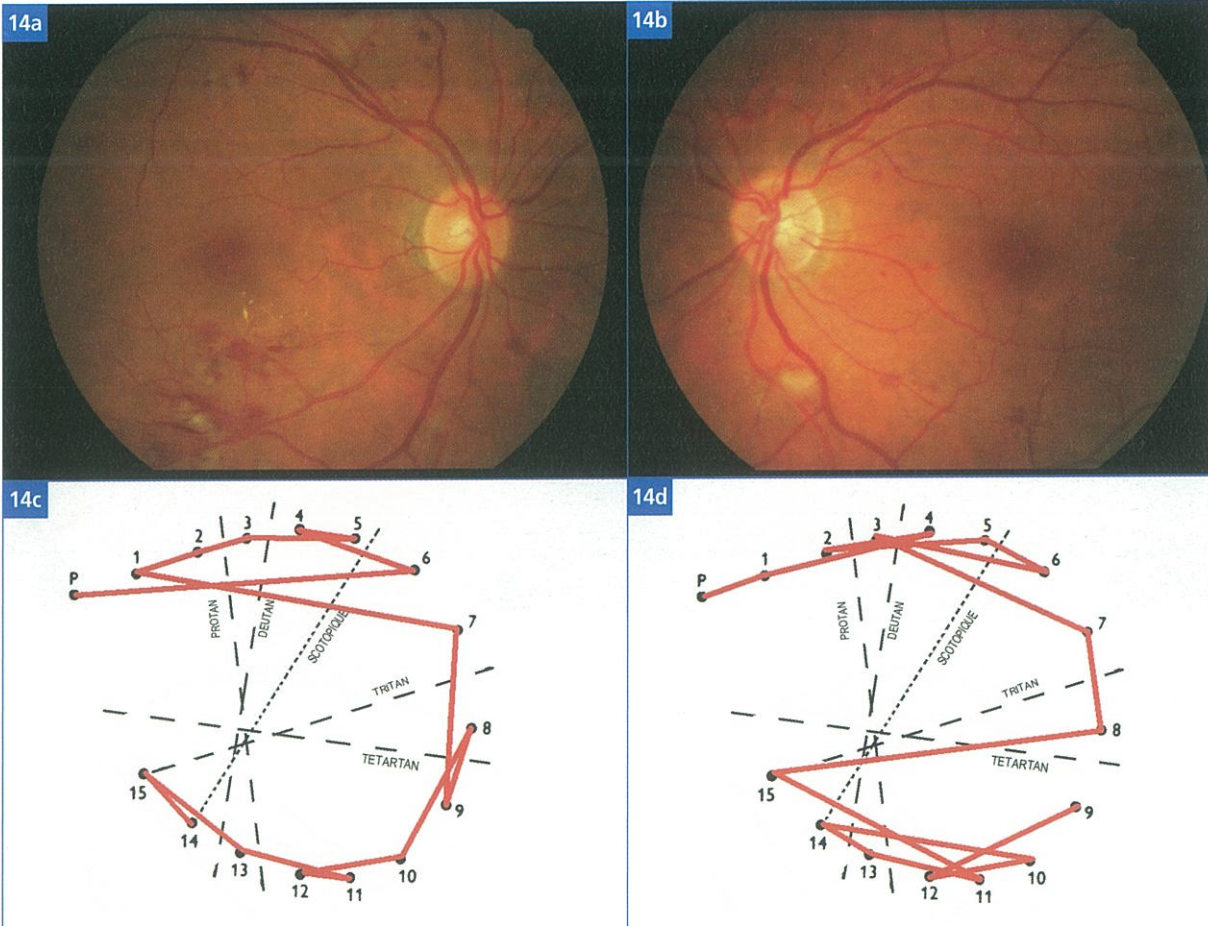 14a
14b
14c
P
1
2
3
4
5
6
7
8
9
10
11
12
13
14
15
PROTAN
DEUTAN
SCOTOPIQUE
TRITAN
TETARTAN
14d
P
1
2
3
4
5
6
7
8
9
10
11
12
13
14
15
PROTAN
DEUTAN
SCOTOPIQUE
TRITAN
TETARTAN